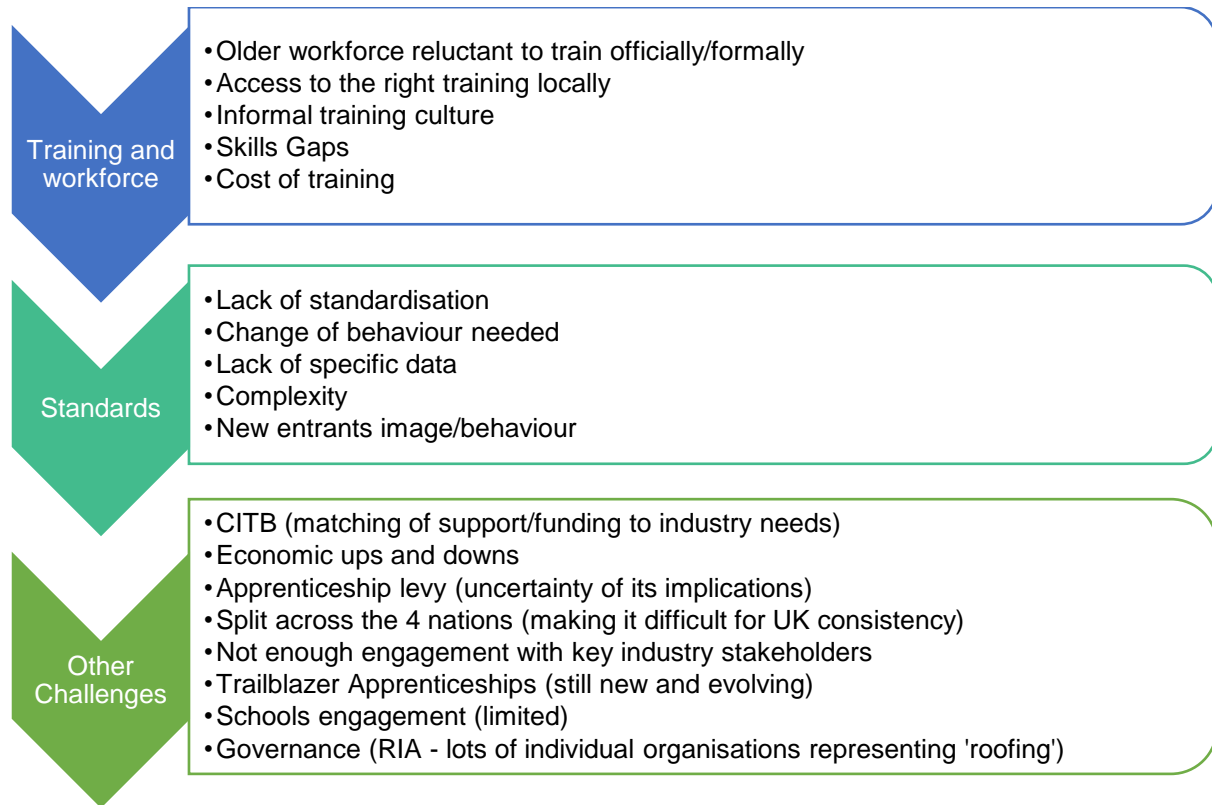 Training and
workforce
•Older workforce reluctant to train officially/formally
•Access to the right training locally
•Informal training culture
•Skills Gaps
•Cost of training
Standards
•Lack of standardisation
•Change of behaviour needed
•Lack of specific data
•Complexity
•New entrants image/behaviour
Other
Challenges
•CITB (matching of support/funding to industry needs)
•Economic ups and downs
•Apprenticeship levy (uncertainty of its implications)
•Split across the 4 nations (making it difficult for UK consistency)
•Not enough engagement with key industry stakeholders
•Trailblazer Apprenticeships (still new and evolving)
•Schools engagement (limited)
•Governance (RIA - lots of individual organisations representing 'roofing')